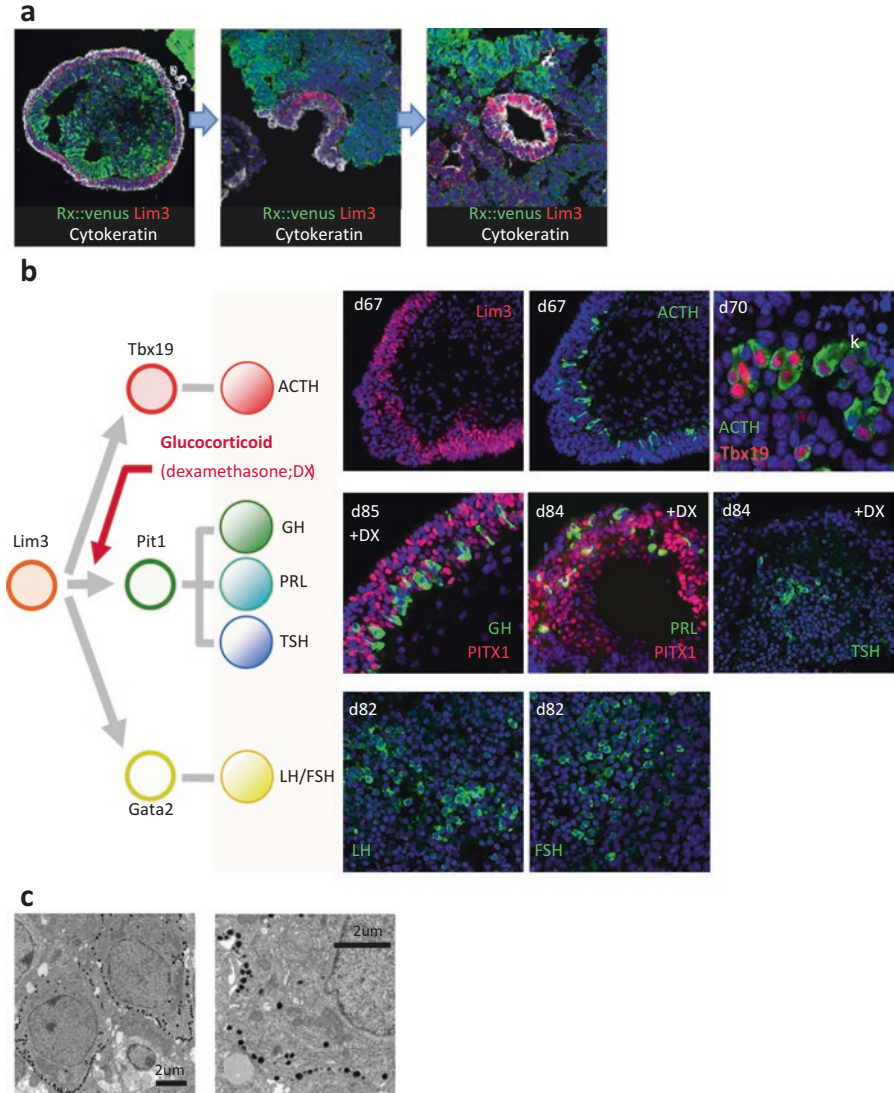 a
Rx::venus Lim3
Cytokeratin
Rx::venus Lim3
Cytokeratin
Rx::venus Lim3
Cytokeratin
b
Tbx19
ACTH
Glucocorticoid
(dexamethasone;DX)
Lim3
Pit1
GH
PRL
TSH
LH/FSH
Gata2
d67
Lim3
d67
ACTH
d70
k
ACTH
Tbx19
d85
+DX
GH
PITX1
d84
+DX
PRL
PITX1
d84
+DX
TSH
d82
LH
d82
FSH
c
2um
2um